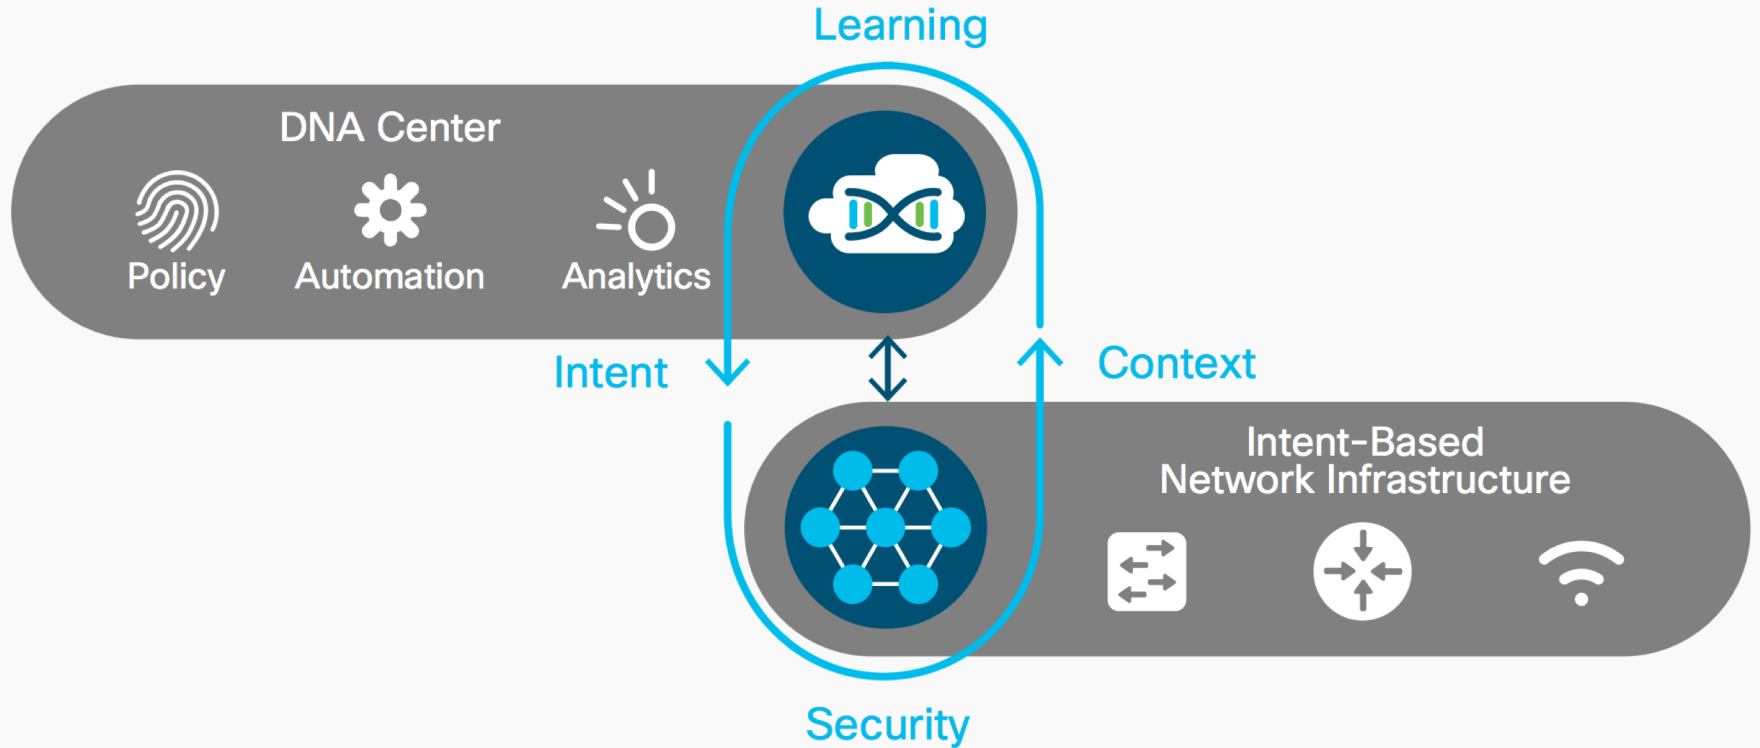 Learning
DNA Center
Policy
Automation
Analytics
Intent
Context
Intent-Based
Network Infrastructure
Security